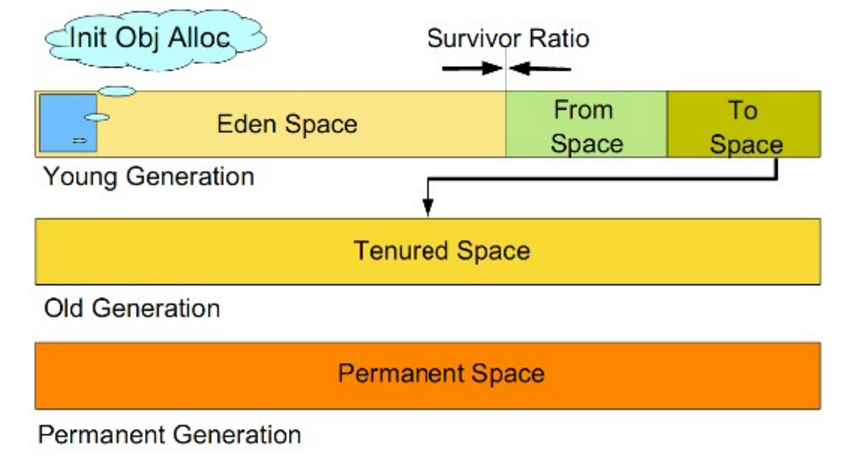 Init Obj Alloc
Survivor Ratio
Eden Space
From
Space
To
Space
Young Generation
Tenured Space
Old Generation
Permanent Space
Permanent Generation